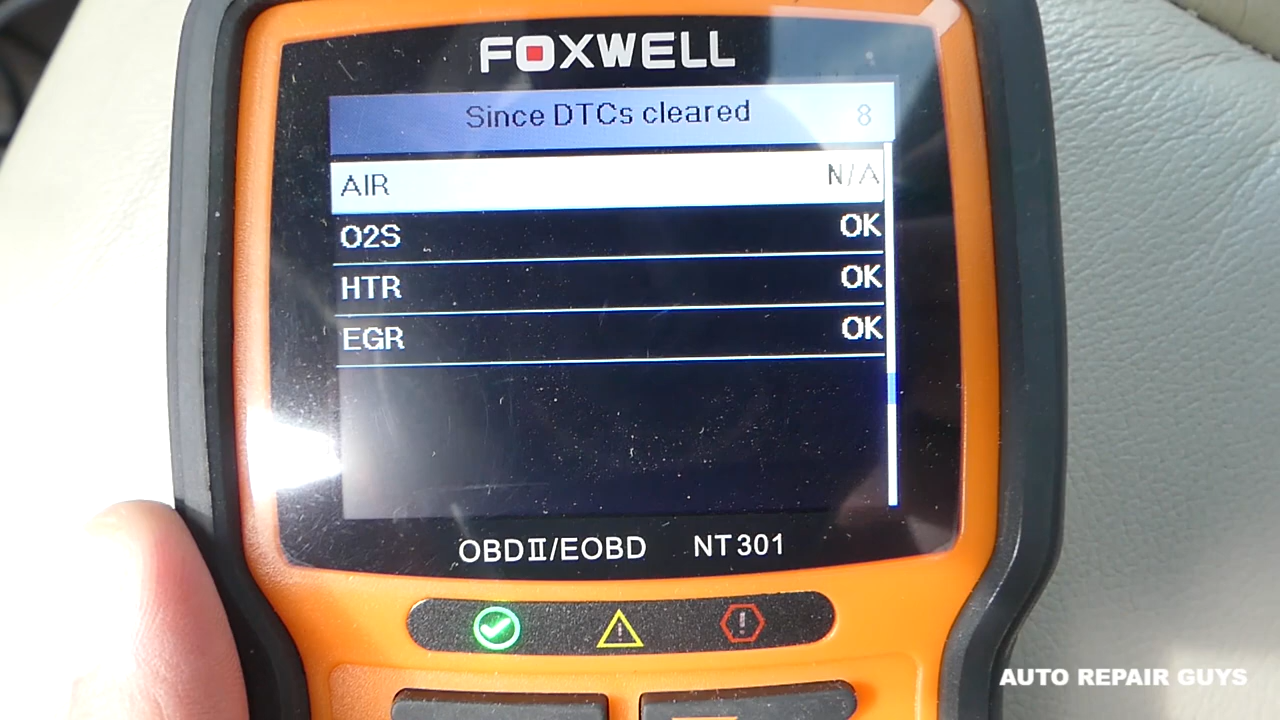 FOXWELL
Since DTCs cleared 8
AIR N/A
O2S OK
HTR OK
EGR OK
OBDII/EOBD NT301
AUTO REPAIR GUYS